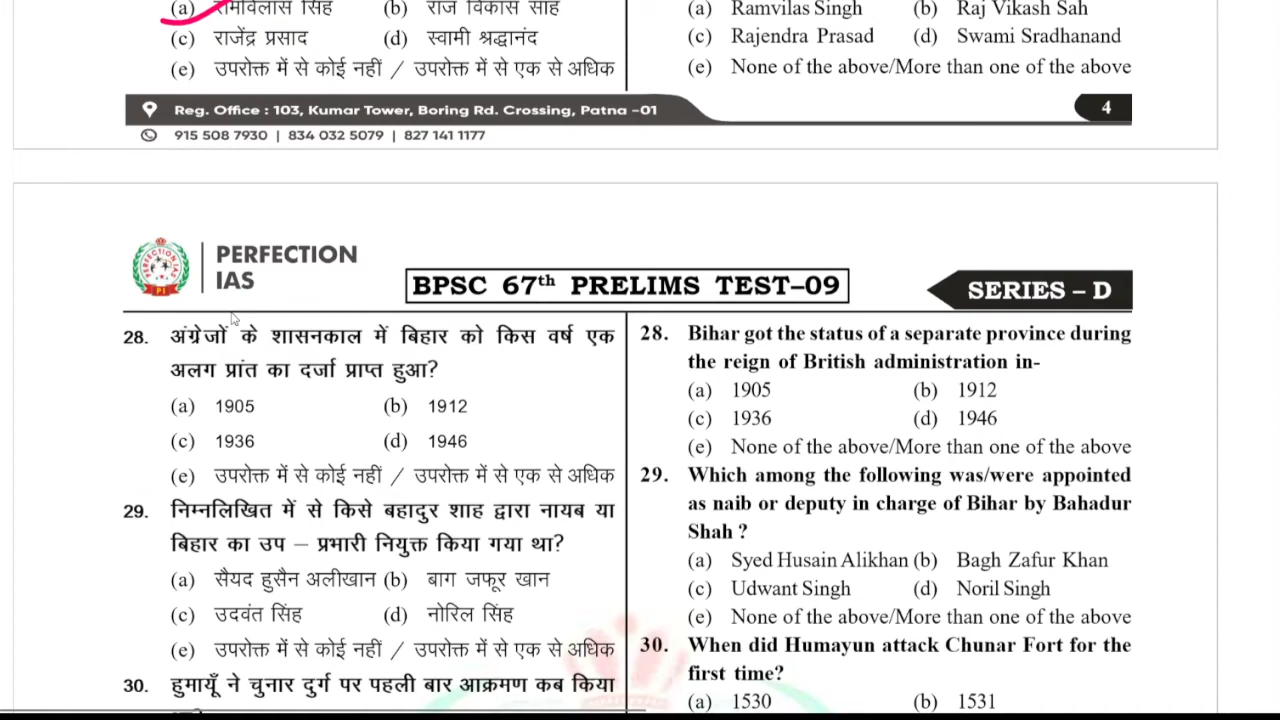 (a) रामविलास सिंह (b) राज विकास साह
(c) राजेंद्र प्रसाद (d) स्वामी श्रद्धानंद
(e) उपरोक्त में से कोई नहीं / उपरोक्त में से एक से अधिक
(a) Ramvilas Singh (b) Raj Vikash Sah
(c) Rajendra Prasad (d) Swami Sradhanand
(e) None of the above/More than one of the above
Reg. Office : 103, Kumar Tower, Boring Rd. Crossing, Patna -01
4
915 508 7930 | 834 032 5079 | 827 141 1177
PERFECTION IAS
PI
PERFECTION
IAS
BPSC 67th PRELIMS TEST-09
SERIES - D
28. अंग्रेजों के शासनकाल में बिहार को किस वर्ष एक
अलग प्रांत का दर्जा प्राप्त हुआ?
(a) 1905 (b) 1912
(c) 1936 (d) 1946
(e) उपरोक्त में से कोई नहीं / उपरोक्त में से एक से अधिक
29. निम्नलिखित में से किसे बहादुर शाह द्वारा नायब या
बिहार का उप – प्रभारी नियुक्त किया गया था?
(a) सैयद हुसैन अलीखान (b) बाग जफूर खान
(c) उदवंत सिंह (d) नोरिल सिंह
(e) उपरोक्त में से कोई नहीं / उपरोक्त में से एक से अधिक
30. हुमायूँ ने चुनार दुर्ग पर पहली बार आक्रमण कब किया
28. Bihar got the status of a separate province during
the reign of British administration in-
(a) 1905 (b) 1912
(c) 1936 (d) 1946
(e) None of the above/More than one of the above
29. Which among the following was/were appointed
as naib or deputy in charge of Bihar by Bahadur
Shah ?
(a) Syed Husain Alikhan (b) Bagh Zafur Khan
(c) Udwant Singh (d) Noril Singh
(e) None of the above/More than one of the above
30. When did Humayun attack Chunar Fort for the
first time?
(a) 1530 (b) 1531